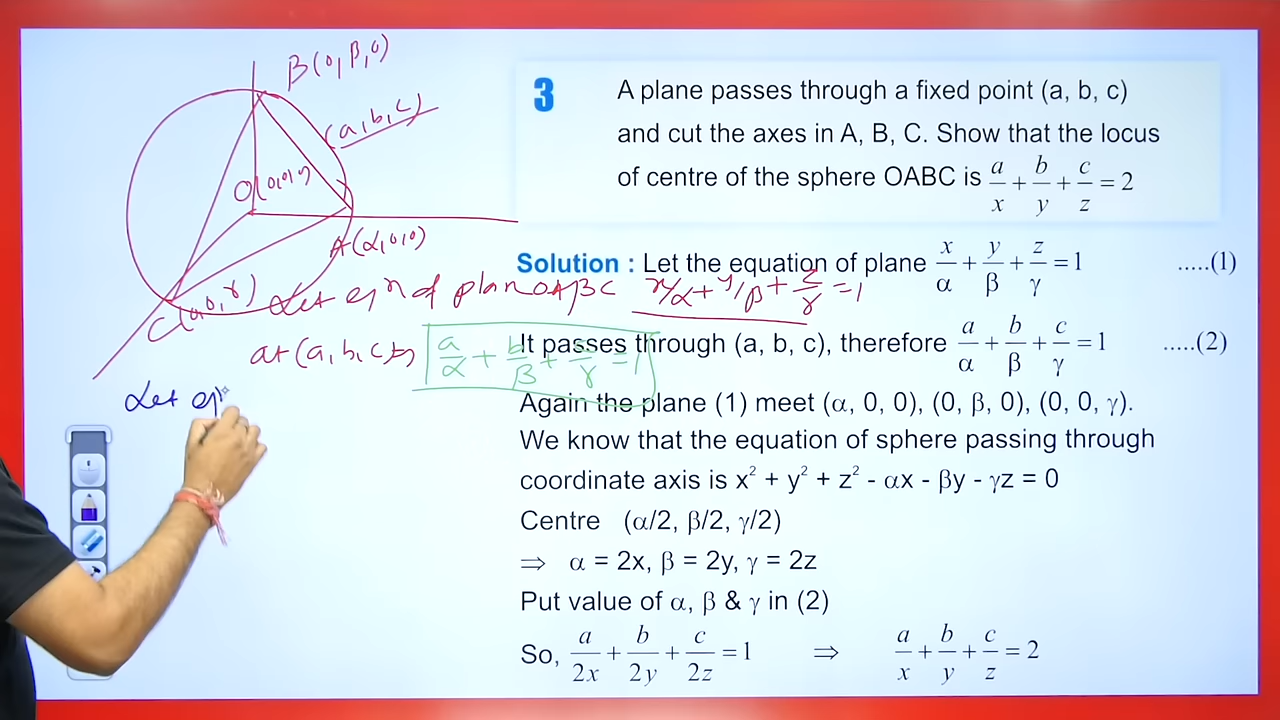 β(0, β, 0)
(a, b, c)
O(0,0,0)
A(α, 0, 0)
3
A plane passes through a fixed point (a, b, c)
and cut the axes in A, B, C. Show that the locus
of centre of the sphere OABC is a/x + b/y + c/z = 2
Solution : Let the equation of plane x/α + y/β + z/γ = 1 .....(1)
Let eqn of plan OABC x/α + y/β + z/γ = 1
It passes through (a, b, c), therefore a/α + b/β + c/γ = 1 .....(2)
at (a, b, c) a/α + b/β + c/γ = 1
Let eq
Again the plane (1) meet (α, 0, 0), (0, β, 0), (0, 0, γ).
We know that the equation of sphere passing through
coordinate axis is x² + y² + z² - αx - βy - γz = 0
Centre (α/2, β/2, γ/2)
⇒ α = 2x, β = 2y, γ = 2z
Put value of α, β & γ in (2)
So, a/2x + b/2y + c/2z = 1 ⇒ a/x + b/y + c/z = 2